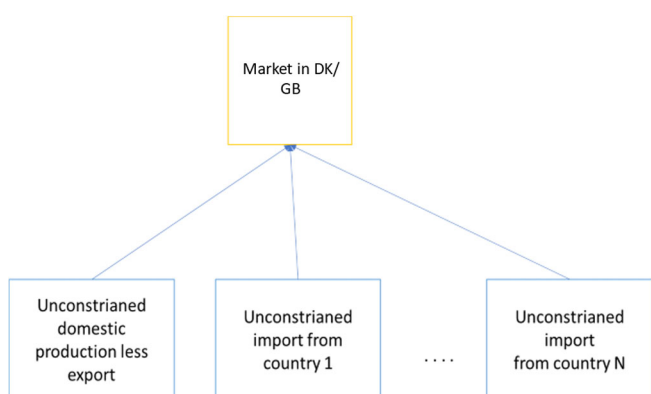 Market in DK/
GB
Unconstrianed
domestic
production less
export
Unconstrianed
import from
country 1
....
Unconstrianed
import
from country N